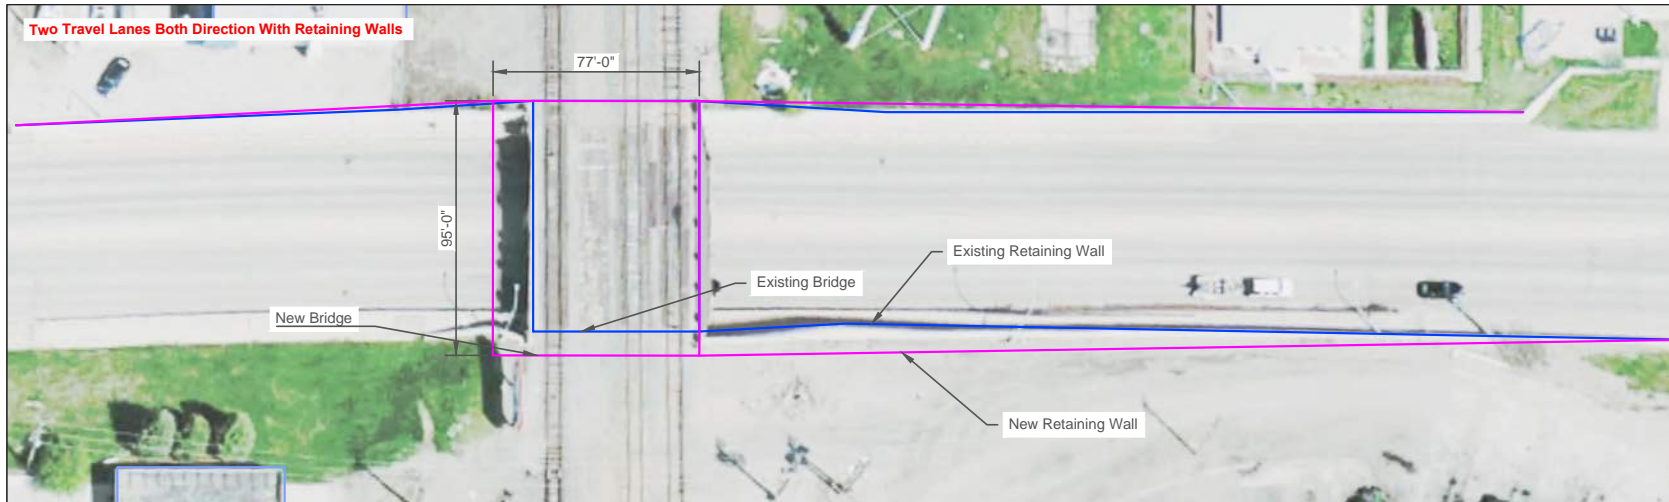 Two Travel Lanes Both Direction With Retaining Walls
77'-0"
95'-0"
Existing Retaining Wall
Existing Bridge
New Bridge
New Retaining Wall